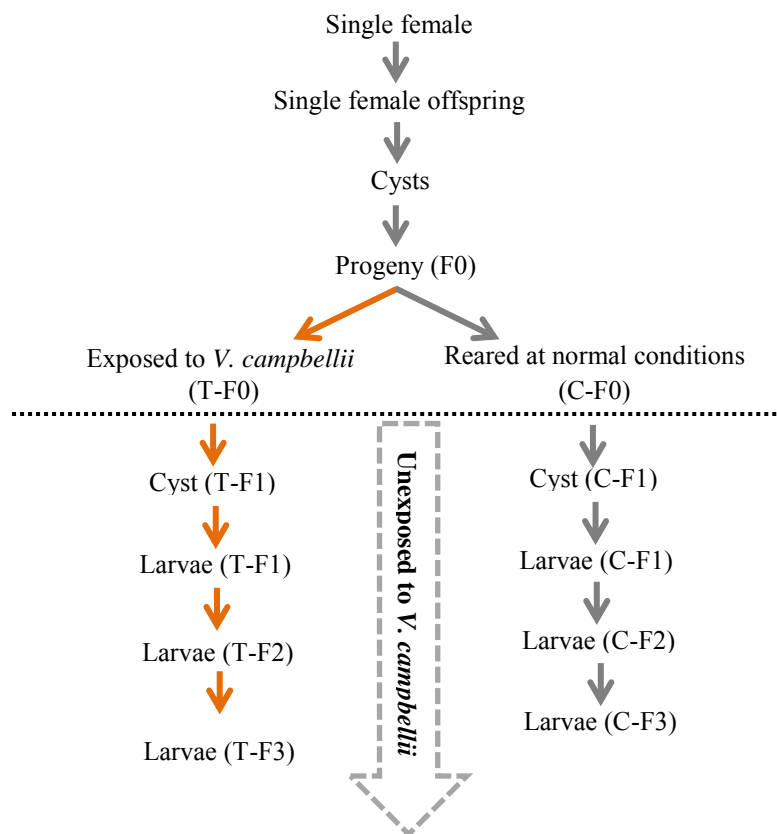 Single female
Single female offspring
Cysts
Progeny (F0)
Exposed to V. campbellii
(T-F0)
Reared at normal conditions
(C-F0)
Unexposed to V. campbellii
Cyst (T-F1)
Larvae (T-F1)
Larvae (T-F2)
Larvae (T-F3)
Cyst (C-F1)
Larvae (C-F1)
Larvae (C-F2)
Larvae (C-F3)